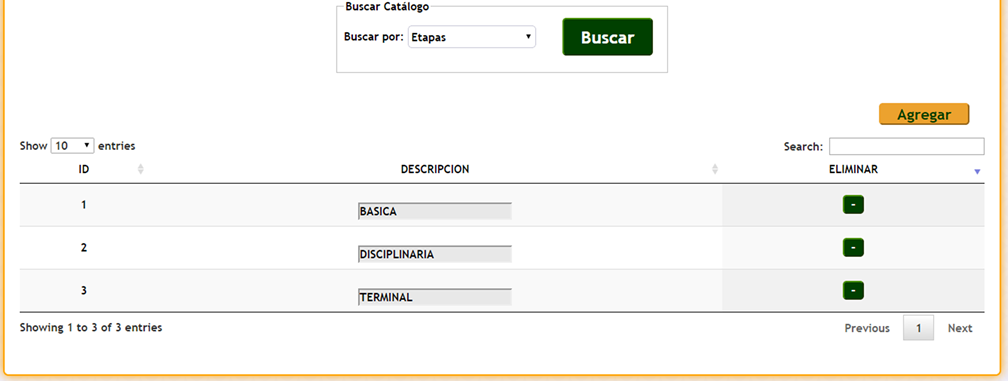 Buscar Catálogo
Buscar por: Etapas Buscar
Agregar
Show 10 entries Search:
ID DESCRIPCION ELIMINAR
1 BASICA -
2 DISCIPLINARIA -
3 TERMINAL -
Showing 1 to 3 of 3 entries Previous 1 Next